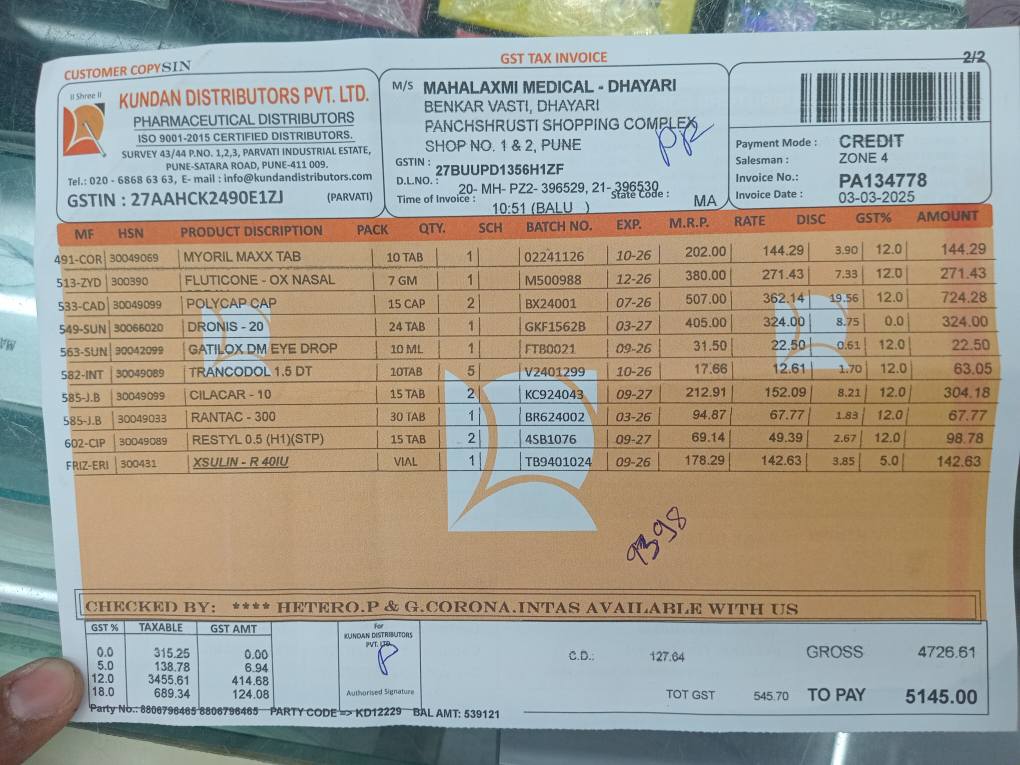 CUSTOMER COPYSIN
GST TAX INVOICE
2/2
|| Shree ||
KUNDAN DISTRIBUTORS PVT. LTD.
PHARMACEUTICAL DISTRIBUTORS
ISO 9001-2015 CERTIFIED DISTRIBUTORS.
SURVEY 43/44 P.NO. 1,2,3, PARVATI INDUSTRIAL ESTATE,
PUNE-SATARA ROAD, PUNE-411 009.
Tel.: 020 - 6868 63 63, E- mail : info@kundandistributors.com
GSTIN : 27AAHCK2490E1ZJ (PARVATI)
M/S MAHALAXMI MEDICAL - DHAYARI
BENKAR VASTI, DHAYARI
PANCHSHRUSTI SHOPPING COMPLEX
SHOP NO. 1 & 2, PUNE
GSTIN : 27BUUPD1356H1ZF
D.L.NO. : 20- MH- PZ2- 396529, 21- 396530
Time of Invoice : 10:51 (BALU ) State Code : MA
Payment Mode : CREDIT
Salesman : ZONE 4
Invoice No.: PA134778
Invoice Date : 03-03-2025
MF HSN PRODUCT DISCRIPTION PACK QTY. SCH BATCH NO. EXP. M.R.P. RATE DISC GST% AMOUNT
491-COR 30049069 MYORIL MAXX TAB 10 TAB 1 02241126 10-26 202.00 144.29 3.90 12.0 144.29
513-ZYD 300390 FLUTICONE - OX NASAL 7 GM 1 M500988 12-26 380.00 271.43 7.33 12.0 271.43
533-CAD 30049099 POLYCAP CAP 15 CAP 2 BX24001 07-26 507.00 362.14 19.56 12.0 724.28
549-SUN 30066020 DRONIS - 20 24 TAB 1 GKF1562B 03-27 405.00 324.00 8.75 0.0 324.00
563-SUN 30042099 GATILOX DM EYE DROP 10 ML 1 FTB0021 09-26 31.50 22.50 0.61 12.0 22.50
582-INT 30049089 TRANCODOL 1.5 DT 10TAB 5 V2401299 10-26 17.66 12.61 1.70 12.0 63.05
585-J.B 30049099 CILACAR - 10 15 TAB 2 KC924043 09-27 212.91 152.09 8.21 12.0 304.18
585-J.B 30049033 RANTAC - 300 30 TAB 1 BR624002 03-26 94.87 67.77 1.83 12.0 67.77
602-CIP 30049089 RESTYL 0.5 (H1)(STP) 15 TAB 2 4SB1076 09-27 69.14 49.39 2.67 12.0 98.78
FRIZ-ERI 300431 XSULIN - R 40IU VIAL 1 TB9401024 09-26 178.29 142.63 3.85 5.0 142.63
9398
CHECKED BY: **** HETERO.P & G.CORONA.INTAS AVAILABLE WITH US
GST % TAXABLE GST AMT
0.0 315.25 0.00
5.0 138.78 6.94
12.0 3455.61 414.68
18.0 689.34 124.08
For
KUNDAN DISTRIBUTORS
PVT. LTD.
Authorised Signature
C.D.: 127.64 GROSS 4726.61
TOT GST 545.70 TO PAY 5145.00
Party No.: 8806796465 8806796465 PARTY CODE => KD12229 BAL AMT: 539121